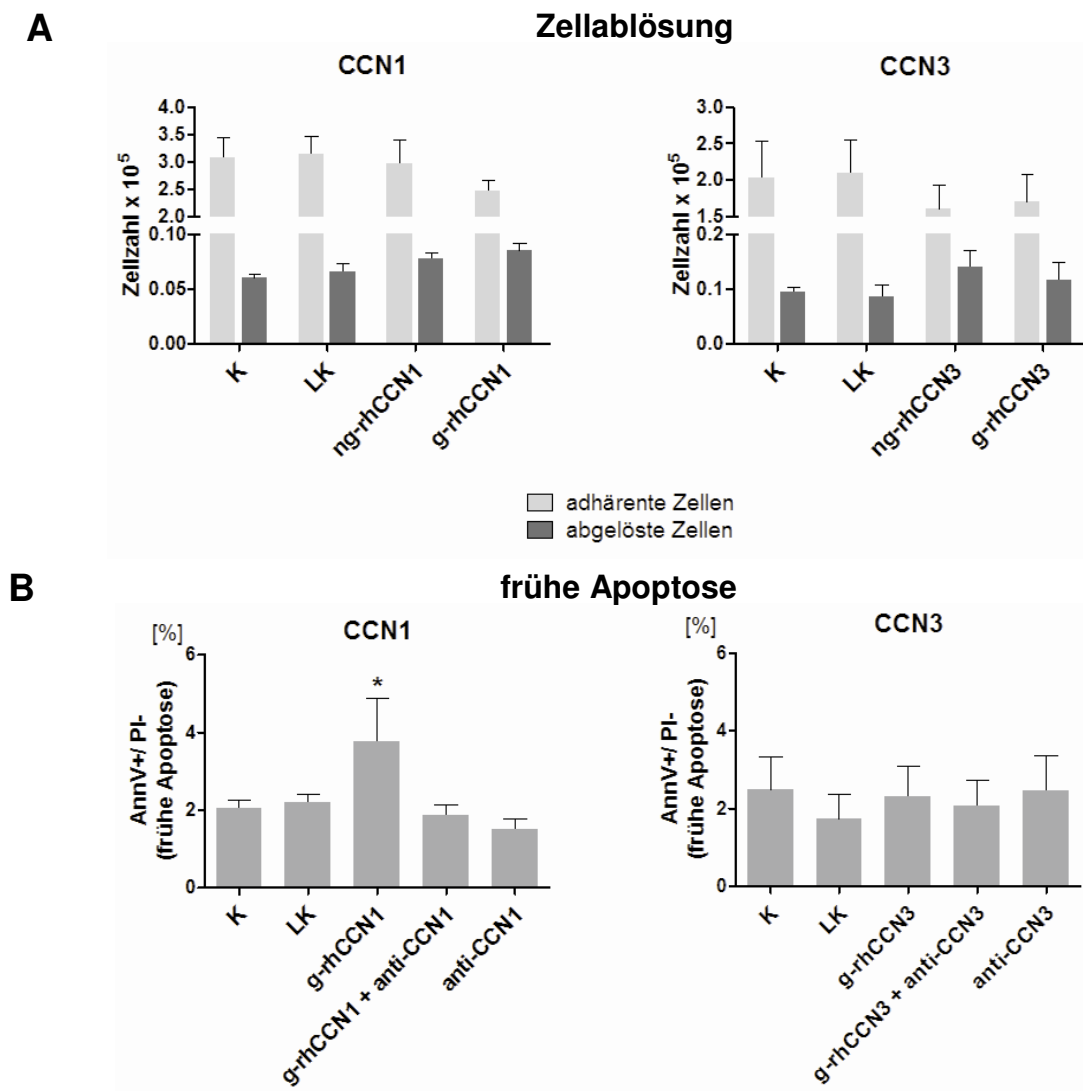 A
Zellablösung
CCN1
Zellzahl x 10⁵
4.0
3.5
3.0
2.5
2.0
0.10
0.05
0.00
K
LK
ng-rhCCN1
g-rhCCN1
CCN3
Zellzahl x 10⁵
3.0
2.5
2.0
1.5
0.2
0.1
0.0
K
LK
ng-rhCCN3
g-rhCCN3
adhärente Zellen
abgelöste Zellen
B
frühe Apoptose
CCN1
[%]
AnnV+/ PI-
(frühe Apoptose)
6
4
2
0
*
K
LK
g-rhCCN1
g-rhCCN1 + anti-CCN1
anti-CCN1
CCN3
[%]
AnnV+/ PI-
(frühe Apoptose)
6
4
2
0
K
LK
g-rhCCN3
g-rhCCN3 + anti-CCN3
anti-CCN3